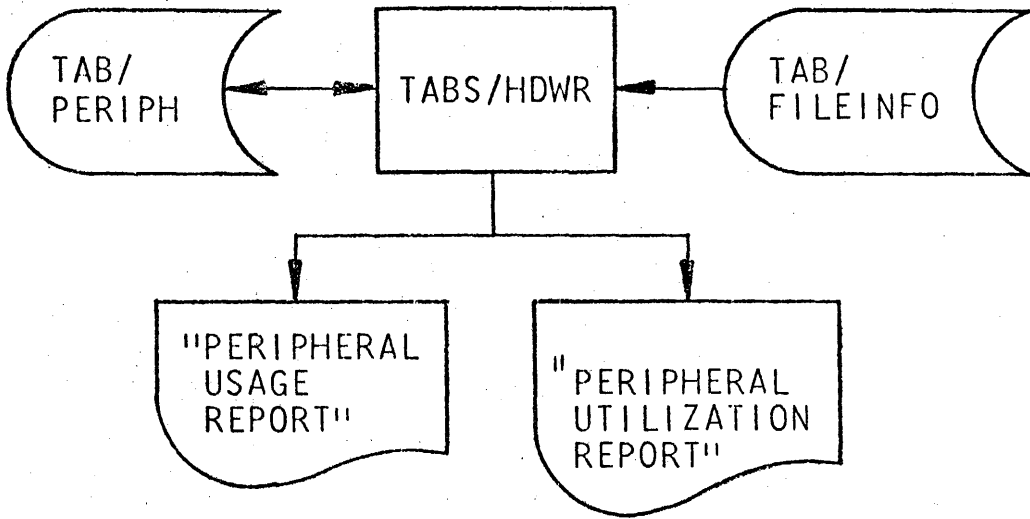 TAB/
PERIPH
TABS/HDWR
TAB/
FILEINFO
"PERIPHERAL
USAGE
REPORT"
"PERIPHERAL
UTILIZATION
REPORT"